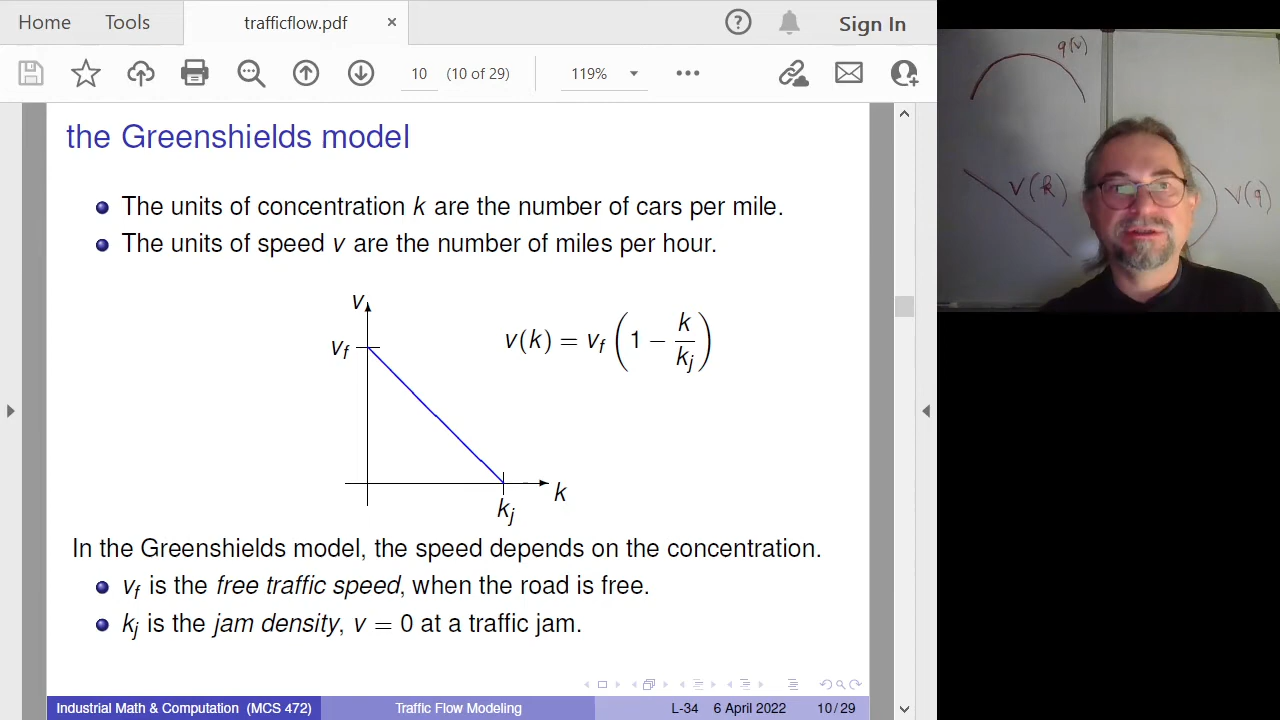 Home Tools trafficflow.pdf × Sign In
10 (10 of 29) 119%
the Greenshields model
The units of concentration k are the number of cars per mile.
The units of speed v are the number of miles per hour.
v
v_f
v(k) = v_f (1 − k/k_j)
k
k_j
In the Greenshields model, the speed depends on the concentration.
v_f is the free traffic speed, when the road is free.
k_j is the jam density, v = 0 at a traffic jam.
Industrial Math & Computation (MCS 472) Traffic Flow Modeling L-34 6 April 2022 10 / 29
q(v)
V(k)
V(q)